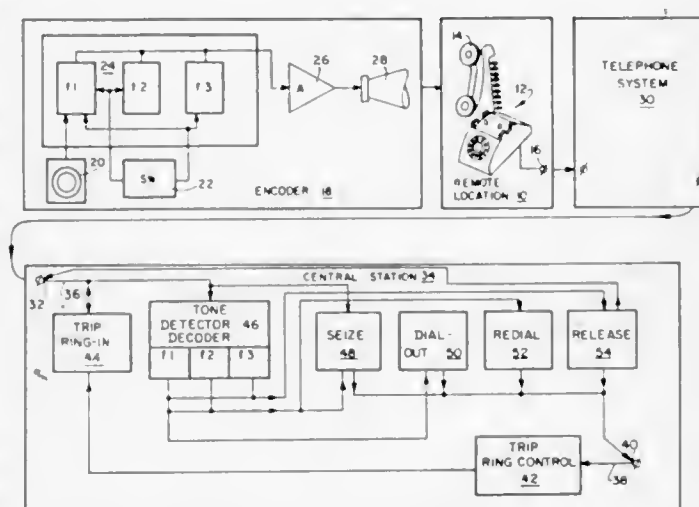 14
26
28
TELEPHONE
SYSTEM
30
24
f1
f2
f3
A
12
16
20
SW
22
ENCODER 18
REMOTE
LOCATION 10
CENTRAL STATION 34
32
36
TRIP
RING-IN
44
TONE
DETECTOR 46
DECODER
f1 f2 f3
SEIZE
48
DIAL-
OUT 50
REDIAL
52
RELEASE
54
TRIP
RING CONTROL
42
40
38